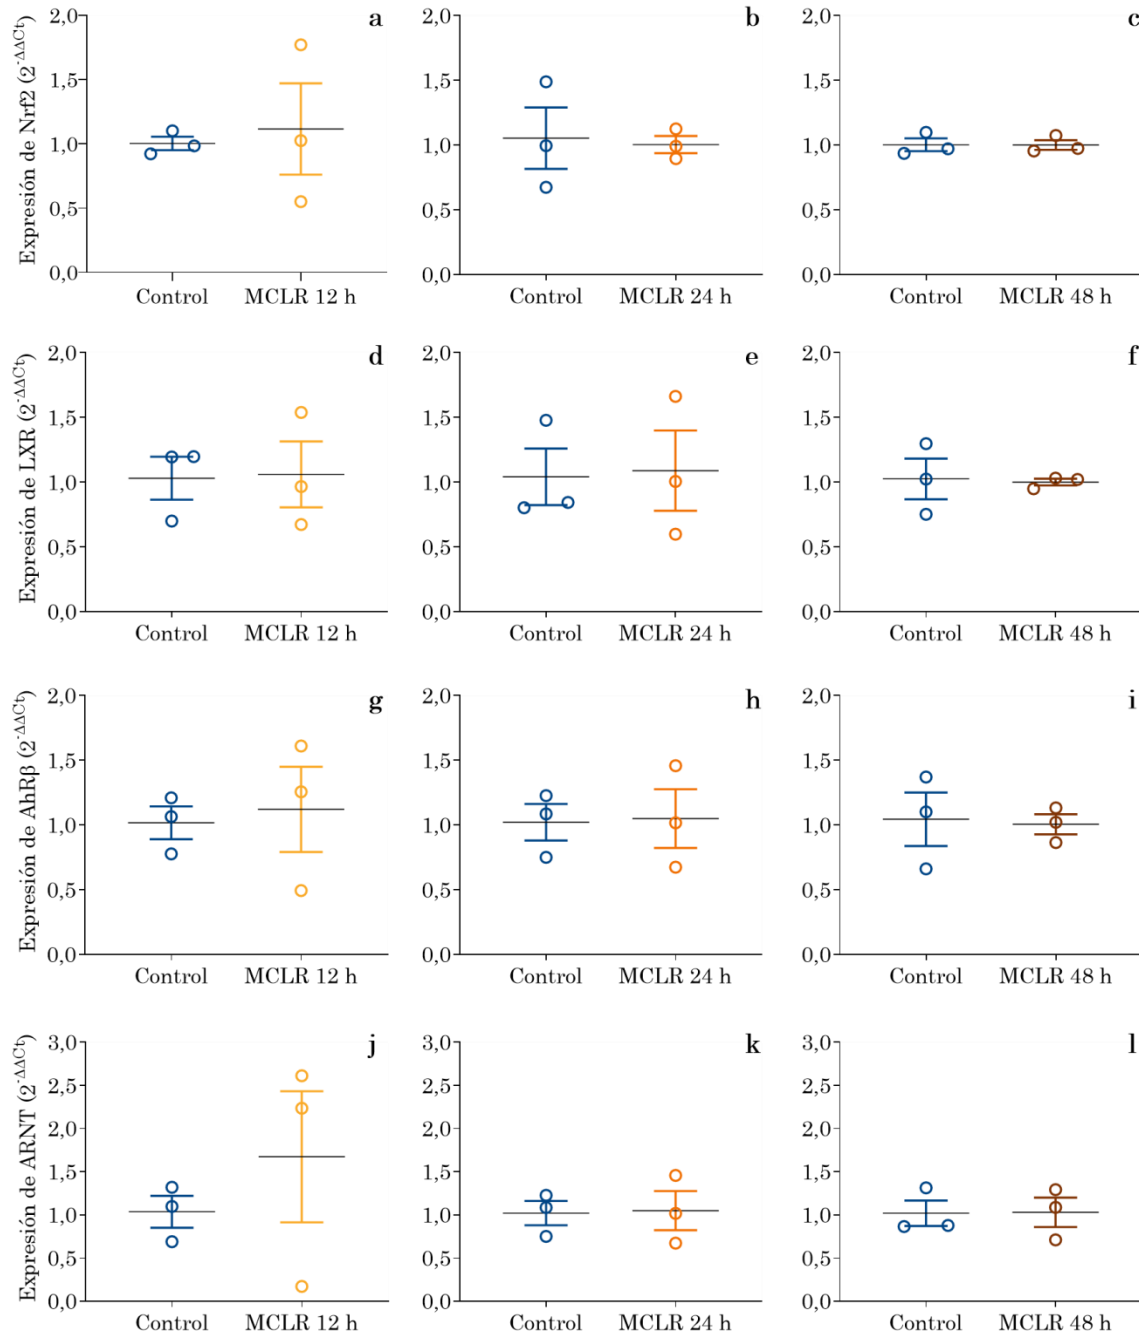 a
Expresión de Nrf2 (2^-ΔΔCt)
2,0
1,5
1,0
0,5
0,0
Control MCLR 12 h
b
2,0
1,5
1,0
0,5
0,0
Control MCLR 24 h
c
2,0
1,5
1,0
0,5
0,0
Control MCLR 48 h
d
Expresión de LXR (2^-ΔΔCt)
2,0
1,5
1,0
0,5
0,0
Control MCLR 12 h
e
2,0
1,5
1,0
0,5
0,0
Control MCLR 24 h
f
2,0
1,5
1,0
0,5
0,0
Control MCLR 48 h
g
Expresión de AhRβ (2^-ΔΔCt)
2,0
1,5
1,0
0,5
0,0
Control MCLR 12 h
h
2,0
1,5
1,0
0,5
0,0
Control MCLR 24 h
i
2,0
1,5
1,0
0,5
0,0
Control MCLR 48 h
j
Expresión de ARNT (2^-ΔΔCt)
3,0
2,5
2,0
1,5
1,0
0,5
0,0
Control MCLR 12 h
k
3,0
2,5
2,0
1,5
1,0
0,5
0,0
Control MCLR 24 h
l
3,0
2,5
2,0
1,5
1,0
0,5
0,0
Control MCLR 48 h